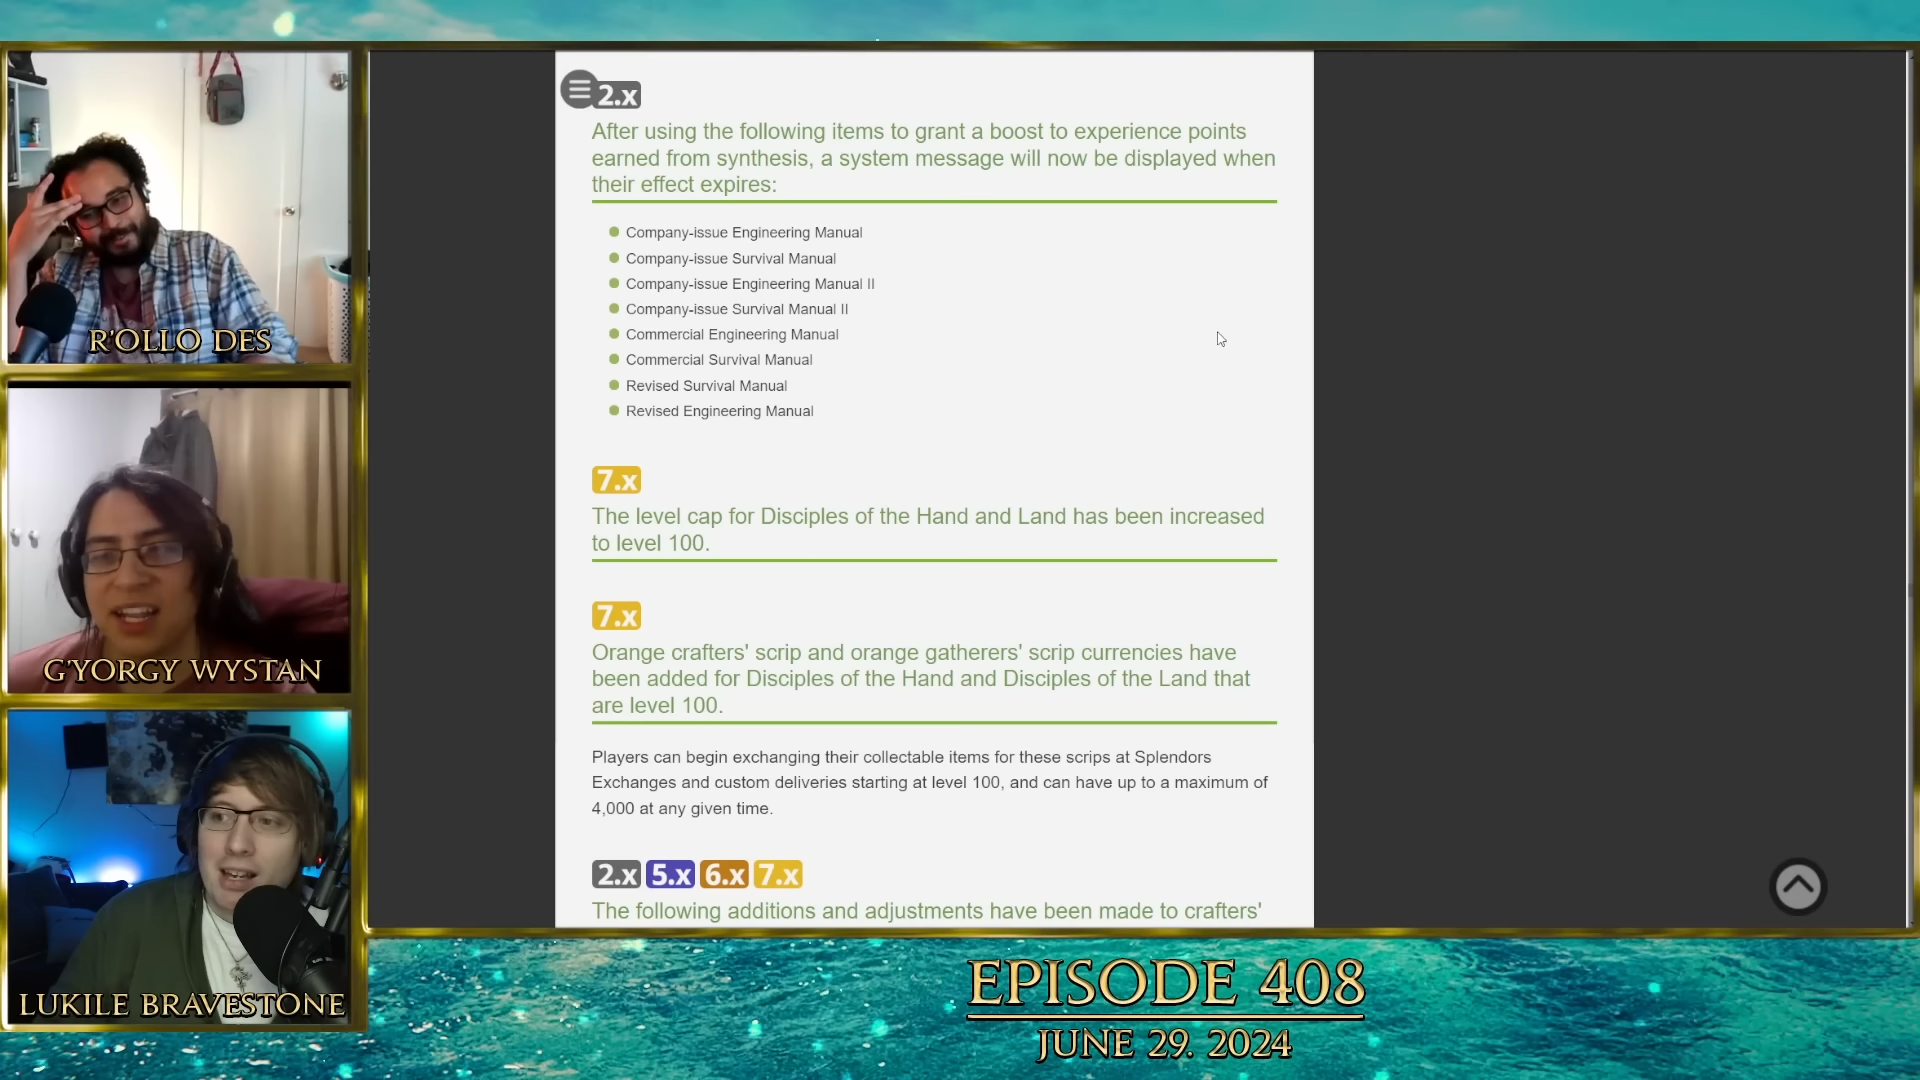 2.x
After using the following items to grant a boost to experience points
earned from synthesis, a system message will now be displayed when
their effect expires:
Company-issue Engineering Manual
Company-issue Survival Manual
Company-issue Engineering Manual II
Company-issue Survival Manual II
Commercial Engineering Manual
Commercial Survival Manual
Revised Survival Manual
Revised Engineering Manual
7.x
The level cap for Disciples of the Hand and Land has been increased
to level 100.
7.x
Orange crafters' scrip and orange gatherers' scrip currencies have
been added for Disciples of the Hand and Disciples of the Land that
are level 100.
Players can begin exchanging their collectable items for these scrips at Splendors
Exchanges and custom deliveries starting at level 100, and can have up to a maximum of
4,000 at any given time.
2.x 5.x 6.x 7.x
The following additions and adjustments have been made to crafters'
R'OLLO DES
G'YORGY WYSTAN
LUKILE BRAVESTONE
EPISODE 408
JUNE 29. 2024